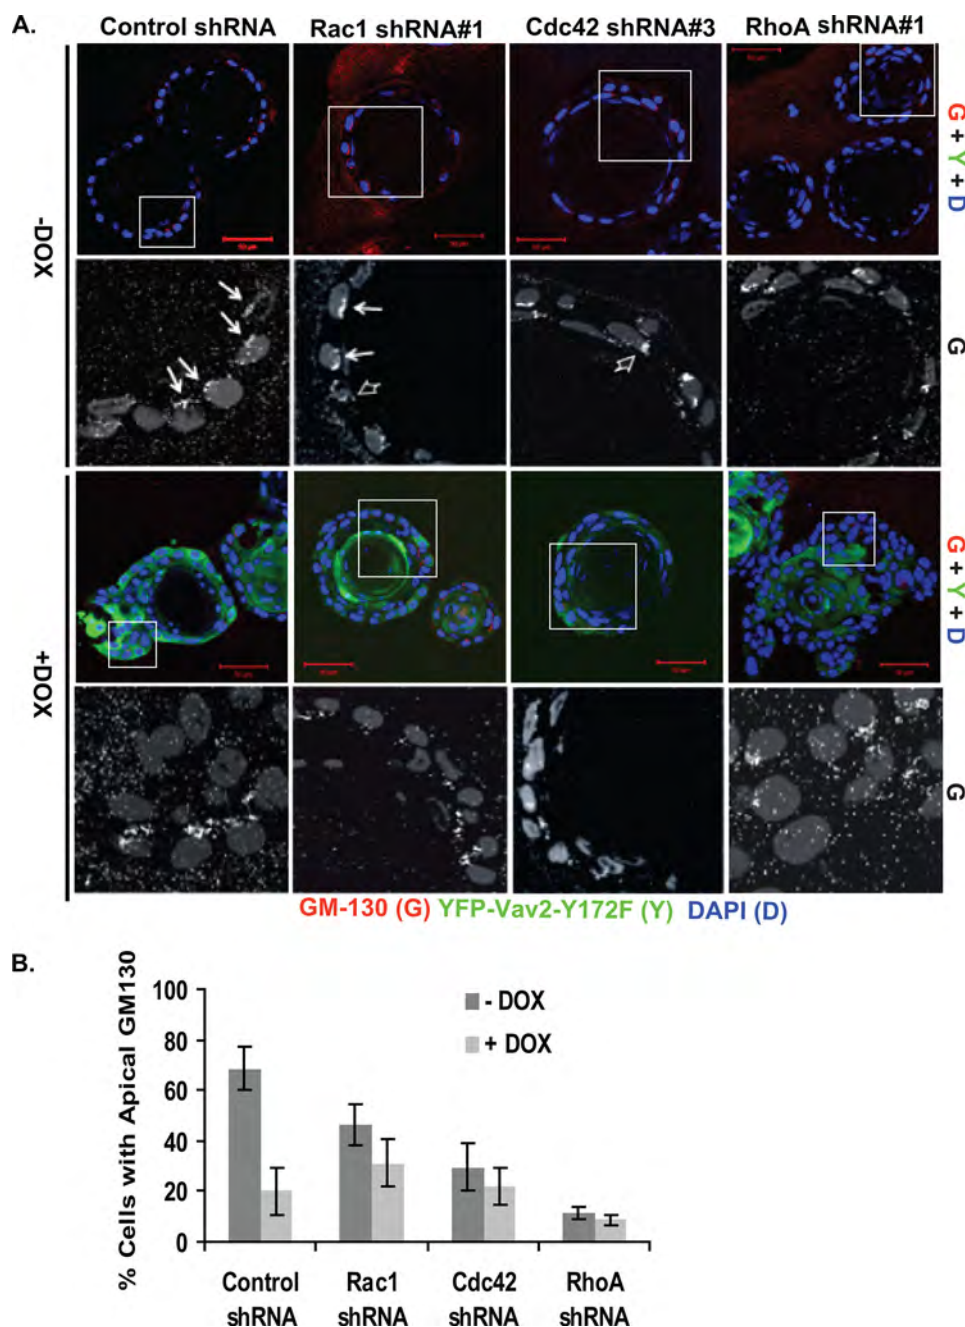 A.
Control shRNA
Rac1 shRNA#1
Cdc42 shRNA#3
RhoA shRNA#1
-DOX
G + Y + D
G
+DOX
G + Y + D
G
GM-130 (G) YFP-Vav2-Y172F (Y) DAPI (D)
B.
% Cells with Apical GM130
100
80
60
40
20
0
- DOX
+ DOX
Control shRNA
Rac1 shRNA
Cdc42 shRNA
RhoA shRNA